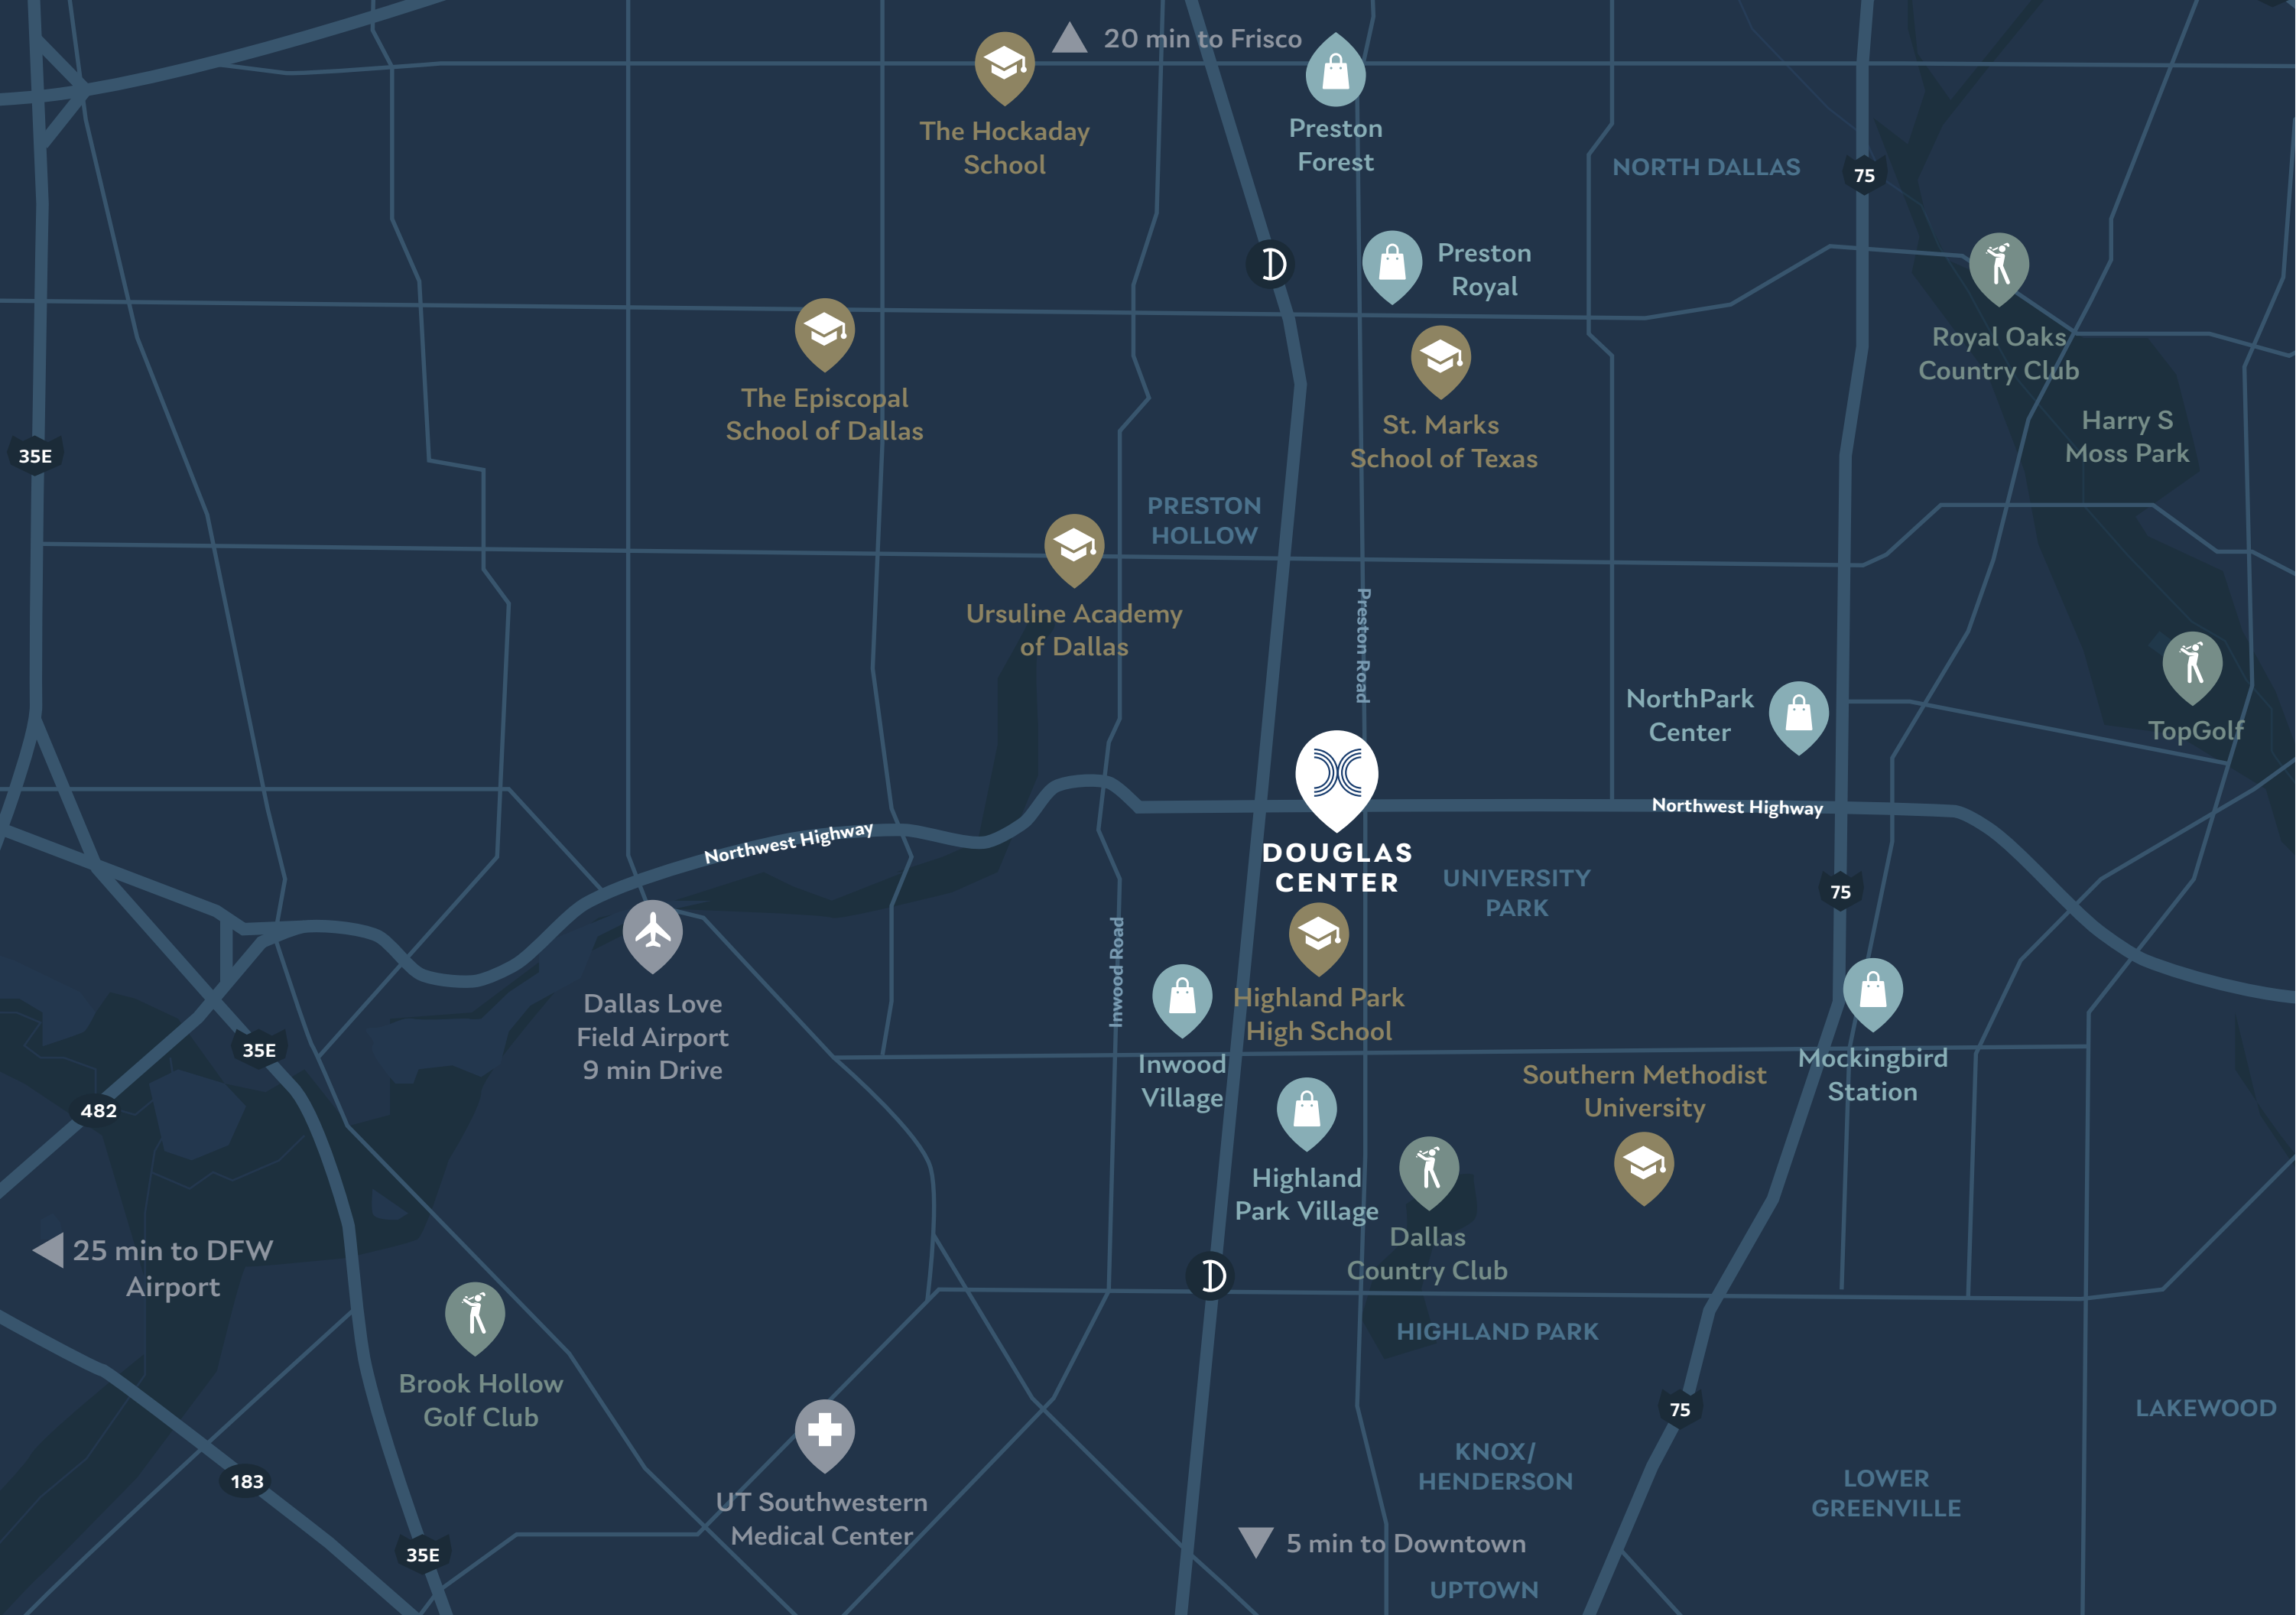 20 min to Frisco
The Hockaday
School
Preston
Forest
NORTH DALLAS
75
Preston
Royal
Royal Oaks
Country Club
The Episcopal
School of Dallas
St. Marks
School of Texas
Harry S
Moss Park
35E
PRESTON
HOLLOW
Ursuline Academy
of Dallas
Preston Road
NorthPark
Center
TopGolf
Northwest Highway
Northwest Highway
DOUGLAS
CENTER
UNIVERSITY
PARK
75
Inwood Road
Dallas Love
Field Airport
9 min Drive
Highland Park
High School
35E
Inwood
Village
Mockingbird
Station
Southern Methodist
University
482
Highland
Park Village
Dallas
Country Club
25 min to DFW
Airport
HIGHLAND PARK
Brook Hollow
Golf Club
75
LAKEWOOD
KNOX/
HENDERSON
LOWER
GREENVILLE
183
UT Southwestern
Medical Center
35E
5 min to Downtown
UPTOWN